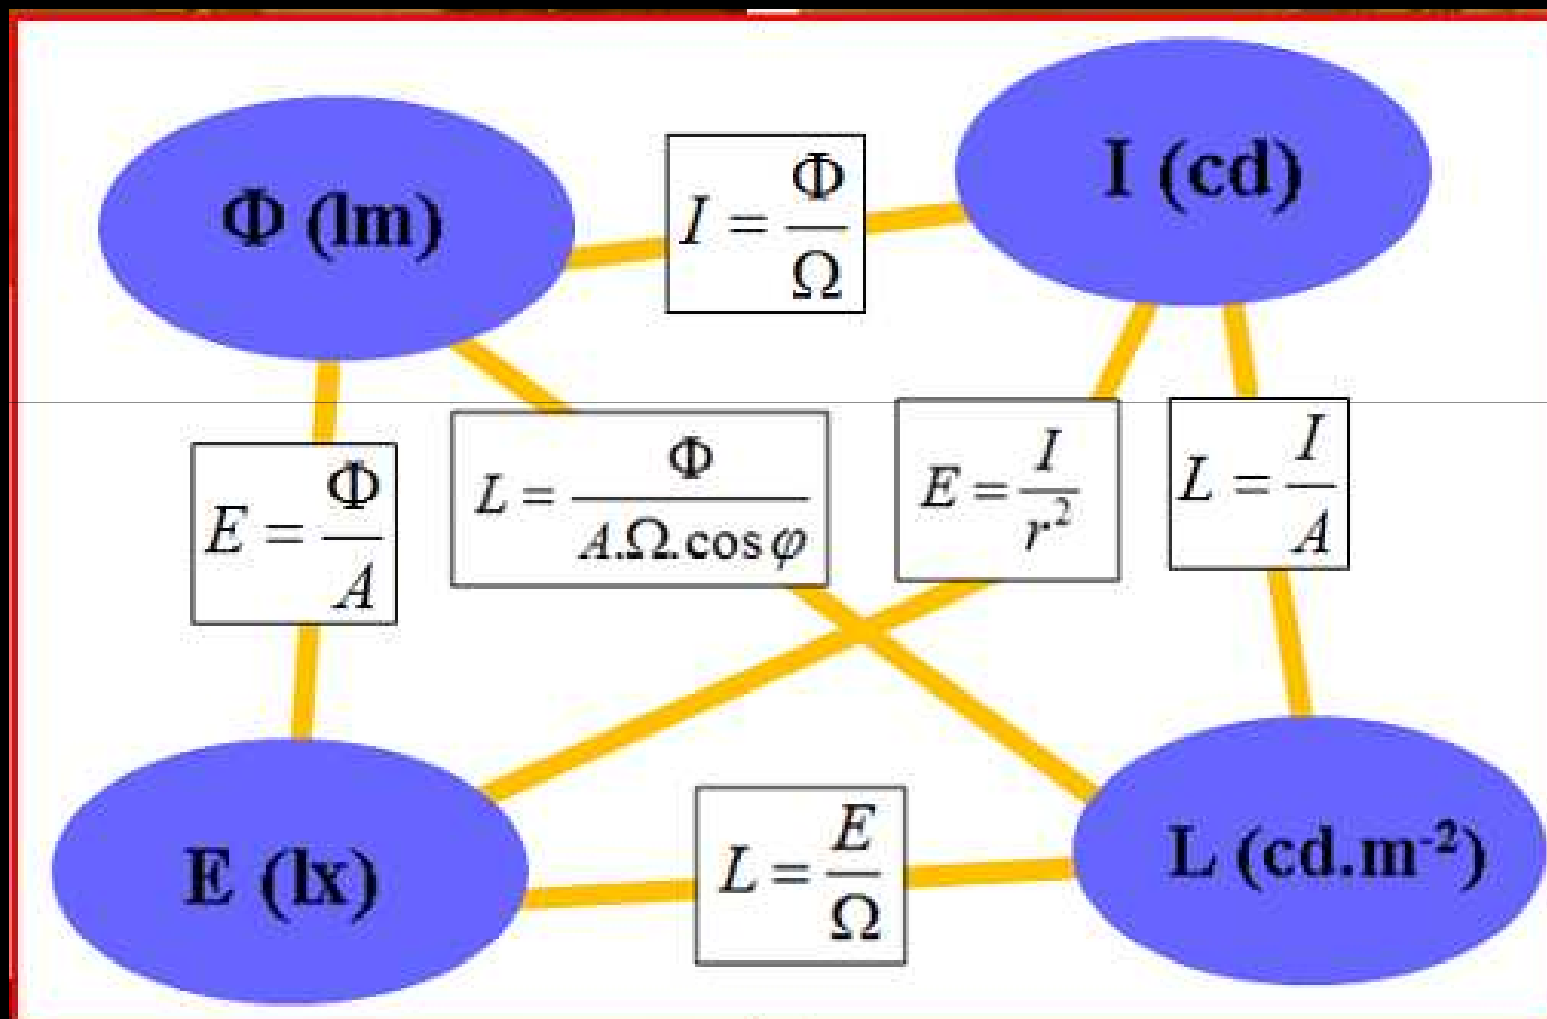 Φ (lm)
I (cd)
I = Φ / Ω
E = Φ / A
L = Φ / A.Ω.cos φ
E = I / r²
L = I / A
E (lx)
L = E / Ω
L (cd.m⁻²)